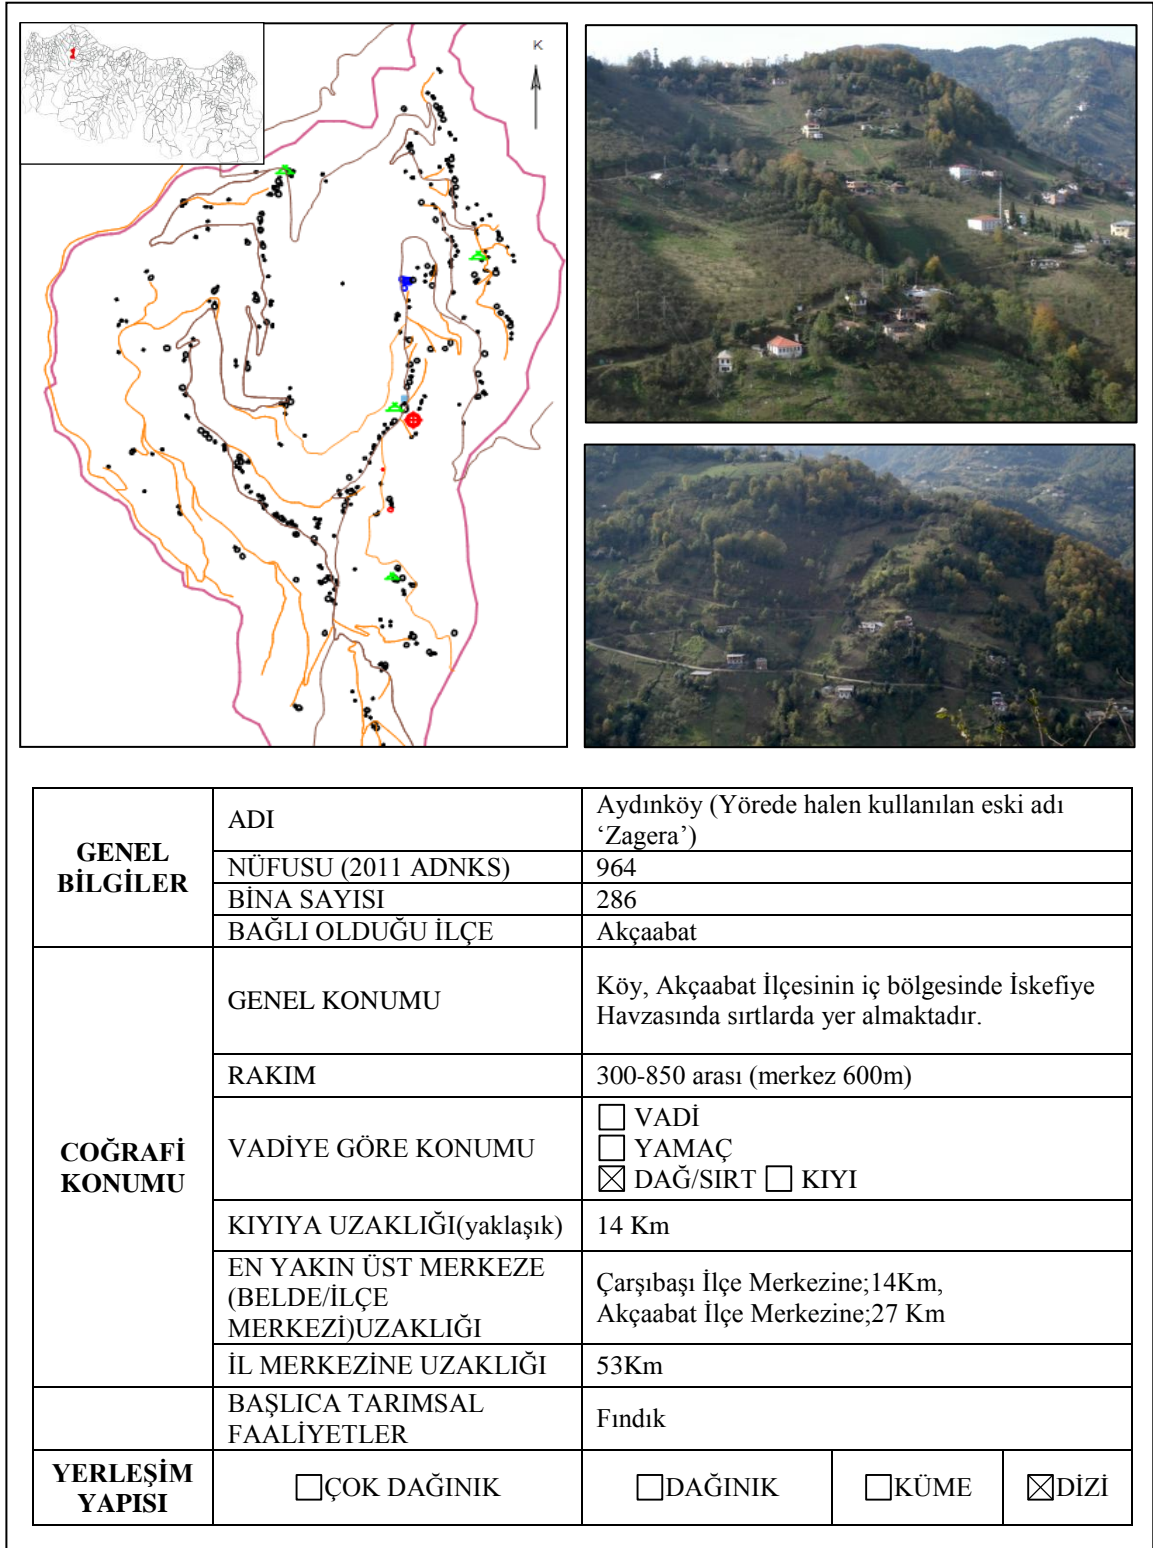 K
GENEL
BİLGİLER
ADI
Aydınköy (Yörede halen kullanılan eski adı
‘Zagera’)
NÜFUSU (2011 ADNKS)
964
BİNA SAYISI
286
BAĞLI OLDUĞU İLÇE
Akçaabat
COĞRAFİ
KONUMU
GENEL KONUMU
Köy, Akçaabat İlçesinin iç bölgesinde İskefiye
Havzasında sırtlarda yer almaktadır.
RAKIM
300-850 arası (merkez 600m)
VADİYE GÖRE KONUMU
VADİ
YAMAÇ
DAĞ/SIRT KIYI
KIYIYA UZAKLIĞI(yaklaşık)
14 Km
EN YAKIN ÜST MERKEZE
(BELDE/İLÇE
MERKEZİ)UZAKLIĞI
Çarşıbaşı İlçe Merkezine;14Km,
Akçaabat İlçe Merkezine;27 Km
İL MERKEZİNE UZAKLIĞI
53Km
BAŞLICA TARIMSAL
FAALİYETLER
Fındık
YERLEŞİM
YAPISI
ÇOK DAĞINIK
DAĞINIK
KÜME
DİZİ